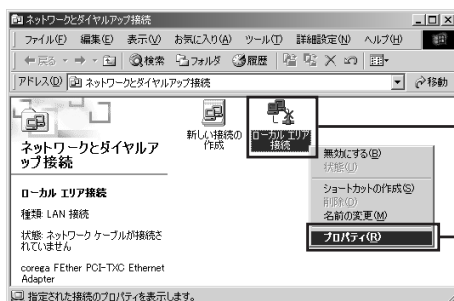 ネットワークとダイヤルアップ接続
ファイル(F) 編集(E) 表示(V) お気に入り(A) ツール(T) 詳細設定(N) ヘルプ(H)
戻る 検索 フォルダ 履歴
アドレス(D) ネットワークとダイヤルアップ接続 移動
ネットワークとダイヤルア
ップ接続
ローカル エリア接続
種類: LAN 接続
状態: ネットワーク ケーブルが接続さ
れていません
corega FEther PCI-TXC Ethernet
Adapter
新しい接続の
作成
ローカル エリア
接続
無効にする(B)
状態(U)
ショートカットの作成(S)
削除(D)
名前の変更(M)
プロパティ(R)
指定された接続のプロパティを表示します。